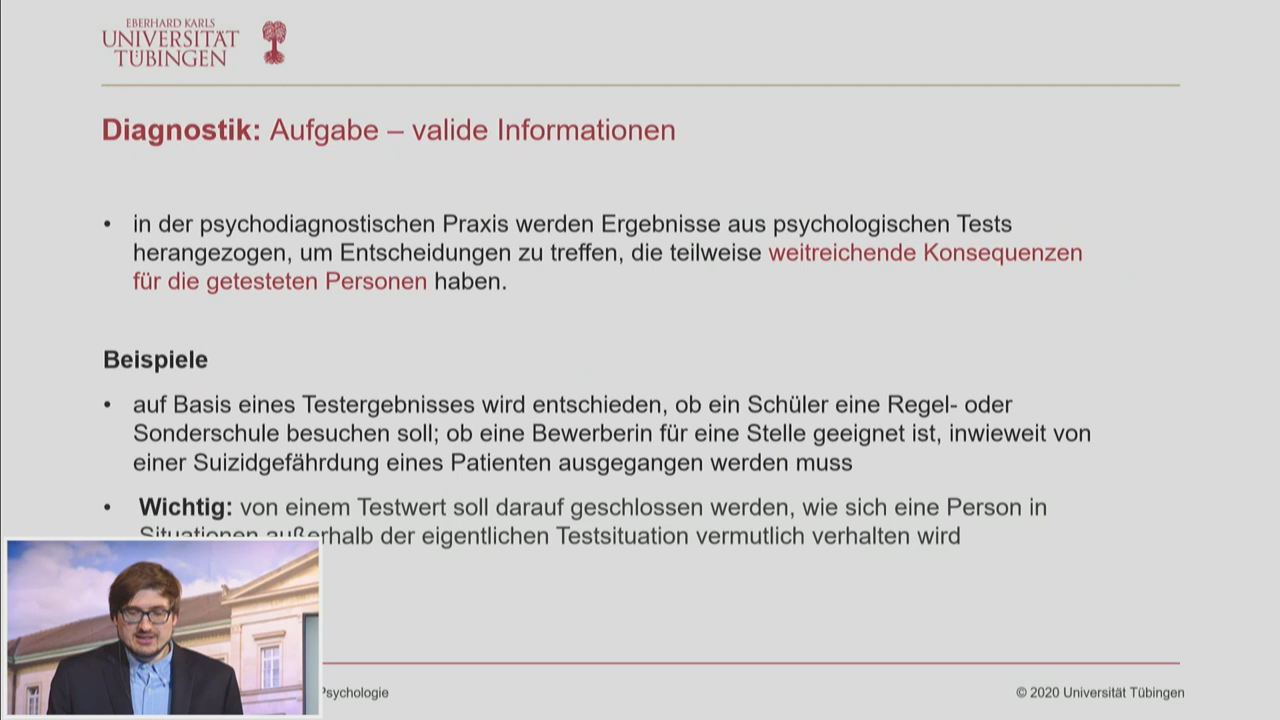 EBERHARD KARLS
UNIVERSITÄT
TÜBINGEN
Diagnostik: Aufgabe – valide Informationen
• in der psychodiagnostischen Praxis werden Ergebnisse aus psychologischen Tests
herangezogen, um Entscheidungen zu treffen, die teilweise weitreichende Konsequenzen
für die getesteten Personen haben.
Beispiele
• auf Basis eines Testergebnisses wird entschieden, ob ein Schüler eine Regel- oder
Sonderschule besuchen soll; ob eine Bewerberin für eine Stelle geeignet ist, inwieweit von
einer Suizidgefährdung eines Patienten ausgegangen werden muss
• Wichtig: von einem Testwert soll darauf geschlossen werden, wie sich eine Person in
Situationen außerhalb der eigentlichen Testsituation vermutlich verhalten wird
Psychologie
© 2020 Universität Tübingen